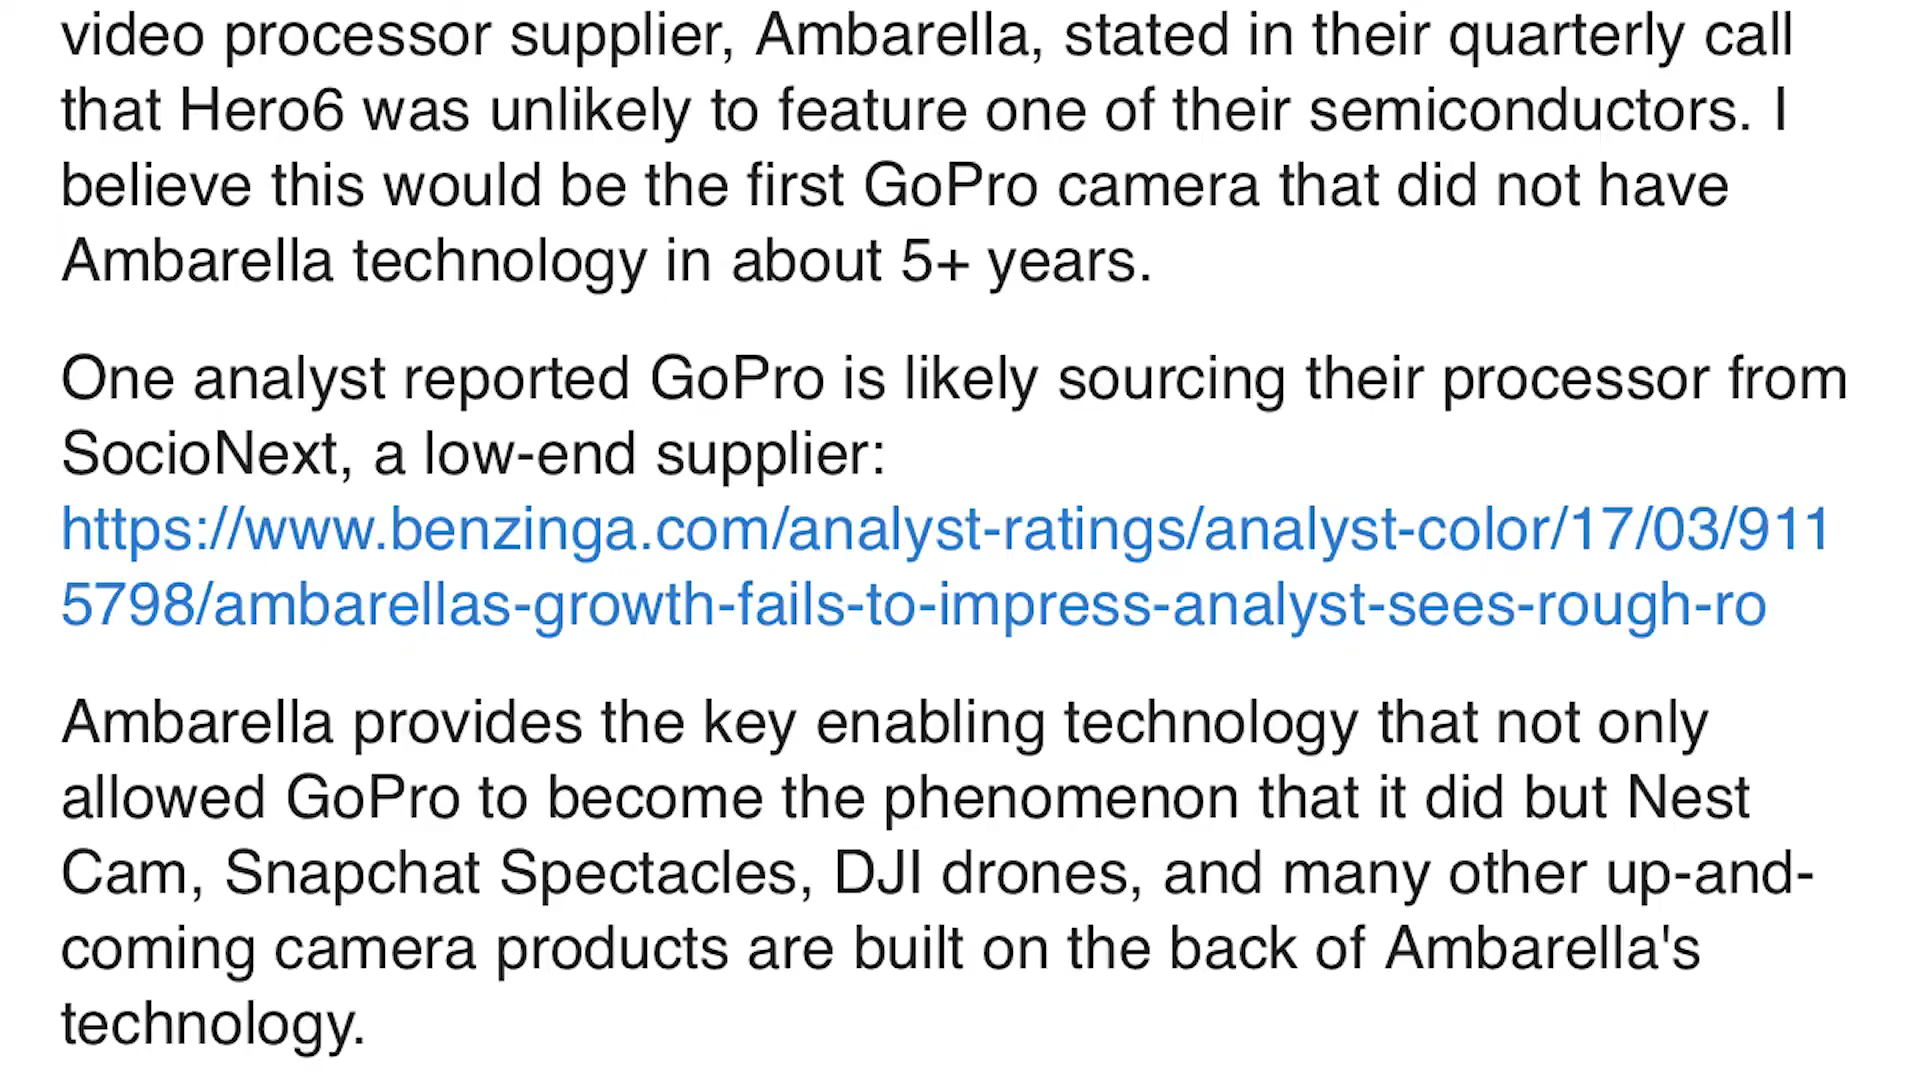 video processor supplier, Ambarella, stated in their quarterly call
that Hero6 was unlikely to feature one of their semiconductors. I
believe this would be the first GoPro camera that did not have
Ambarella technology in about 5+ years.
One analyst reported GoPro is likely sourcing their processor from
SocioNext, a low-end supplier:
https://www.benzinga.com/analyst-ratings/analyst-color/17/03/911
5798/ambarellas-growth-fails-to-impress-analyst-sees-rough-ro
Ambarella provides the key enabling technology that not only
allowed GoPro to become the phenomenon that it did but Nest
Cam, Snapchat Spectacles, DJI drones, and many other up-and-
coming camera products are built on the back of Ambarella's
technology.